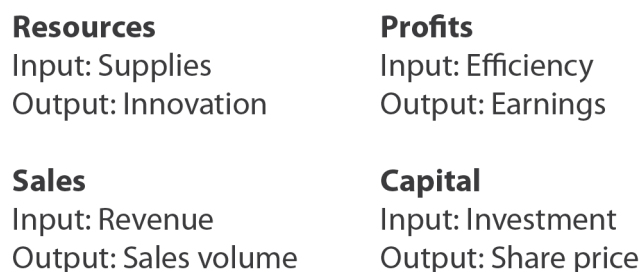 Resources
Input: Supplies
Output: Innovation
Profits
Input: Efficiency
Output: Earnings
Sales
Input: Revenue
Output: Sales volume
Capital
Input: Investment
Output: Share price